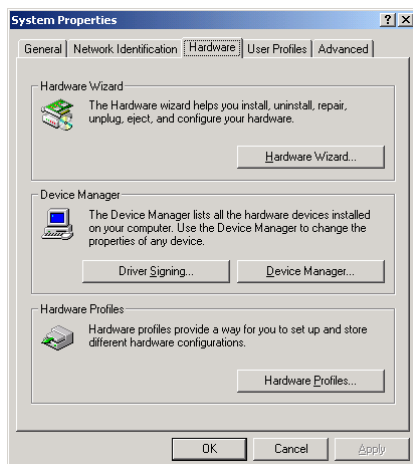 System Properties
General Network Identification Hardware User Profiles Advanced
Hardware Wizard
The Hardware wizard helps you install, uninstall, repair,
unplug, eject, and configure your hardware.
Hardware Wizard...
Device Manager
The Device Manager lists all the hardware devices installed
on your computer. Use the Device Manager to change the
properties of any device.
Driver Signing... Device Manager...
Hardware Profiles
Hardware profiles provide a way for you to set up and store
different hardware configurations.
Hardware Profiles...
OK Cancel Apply